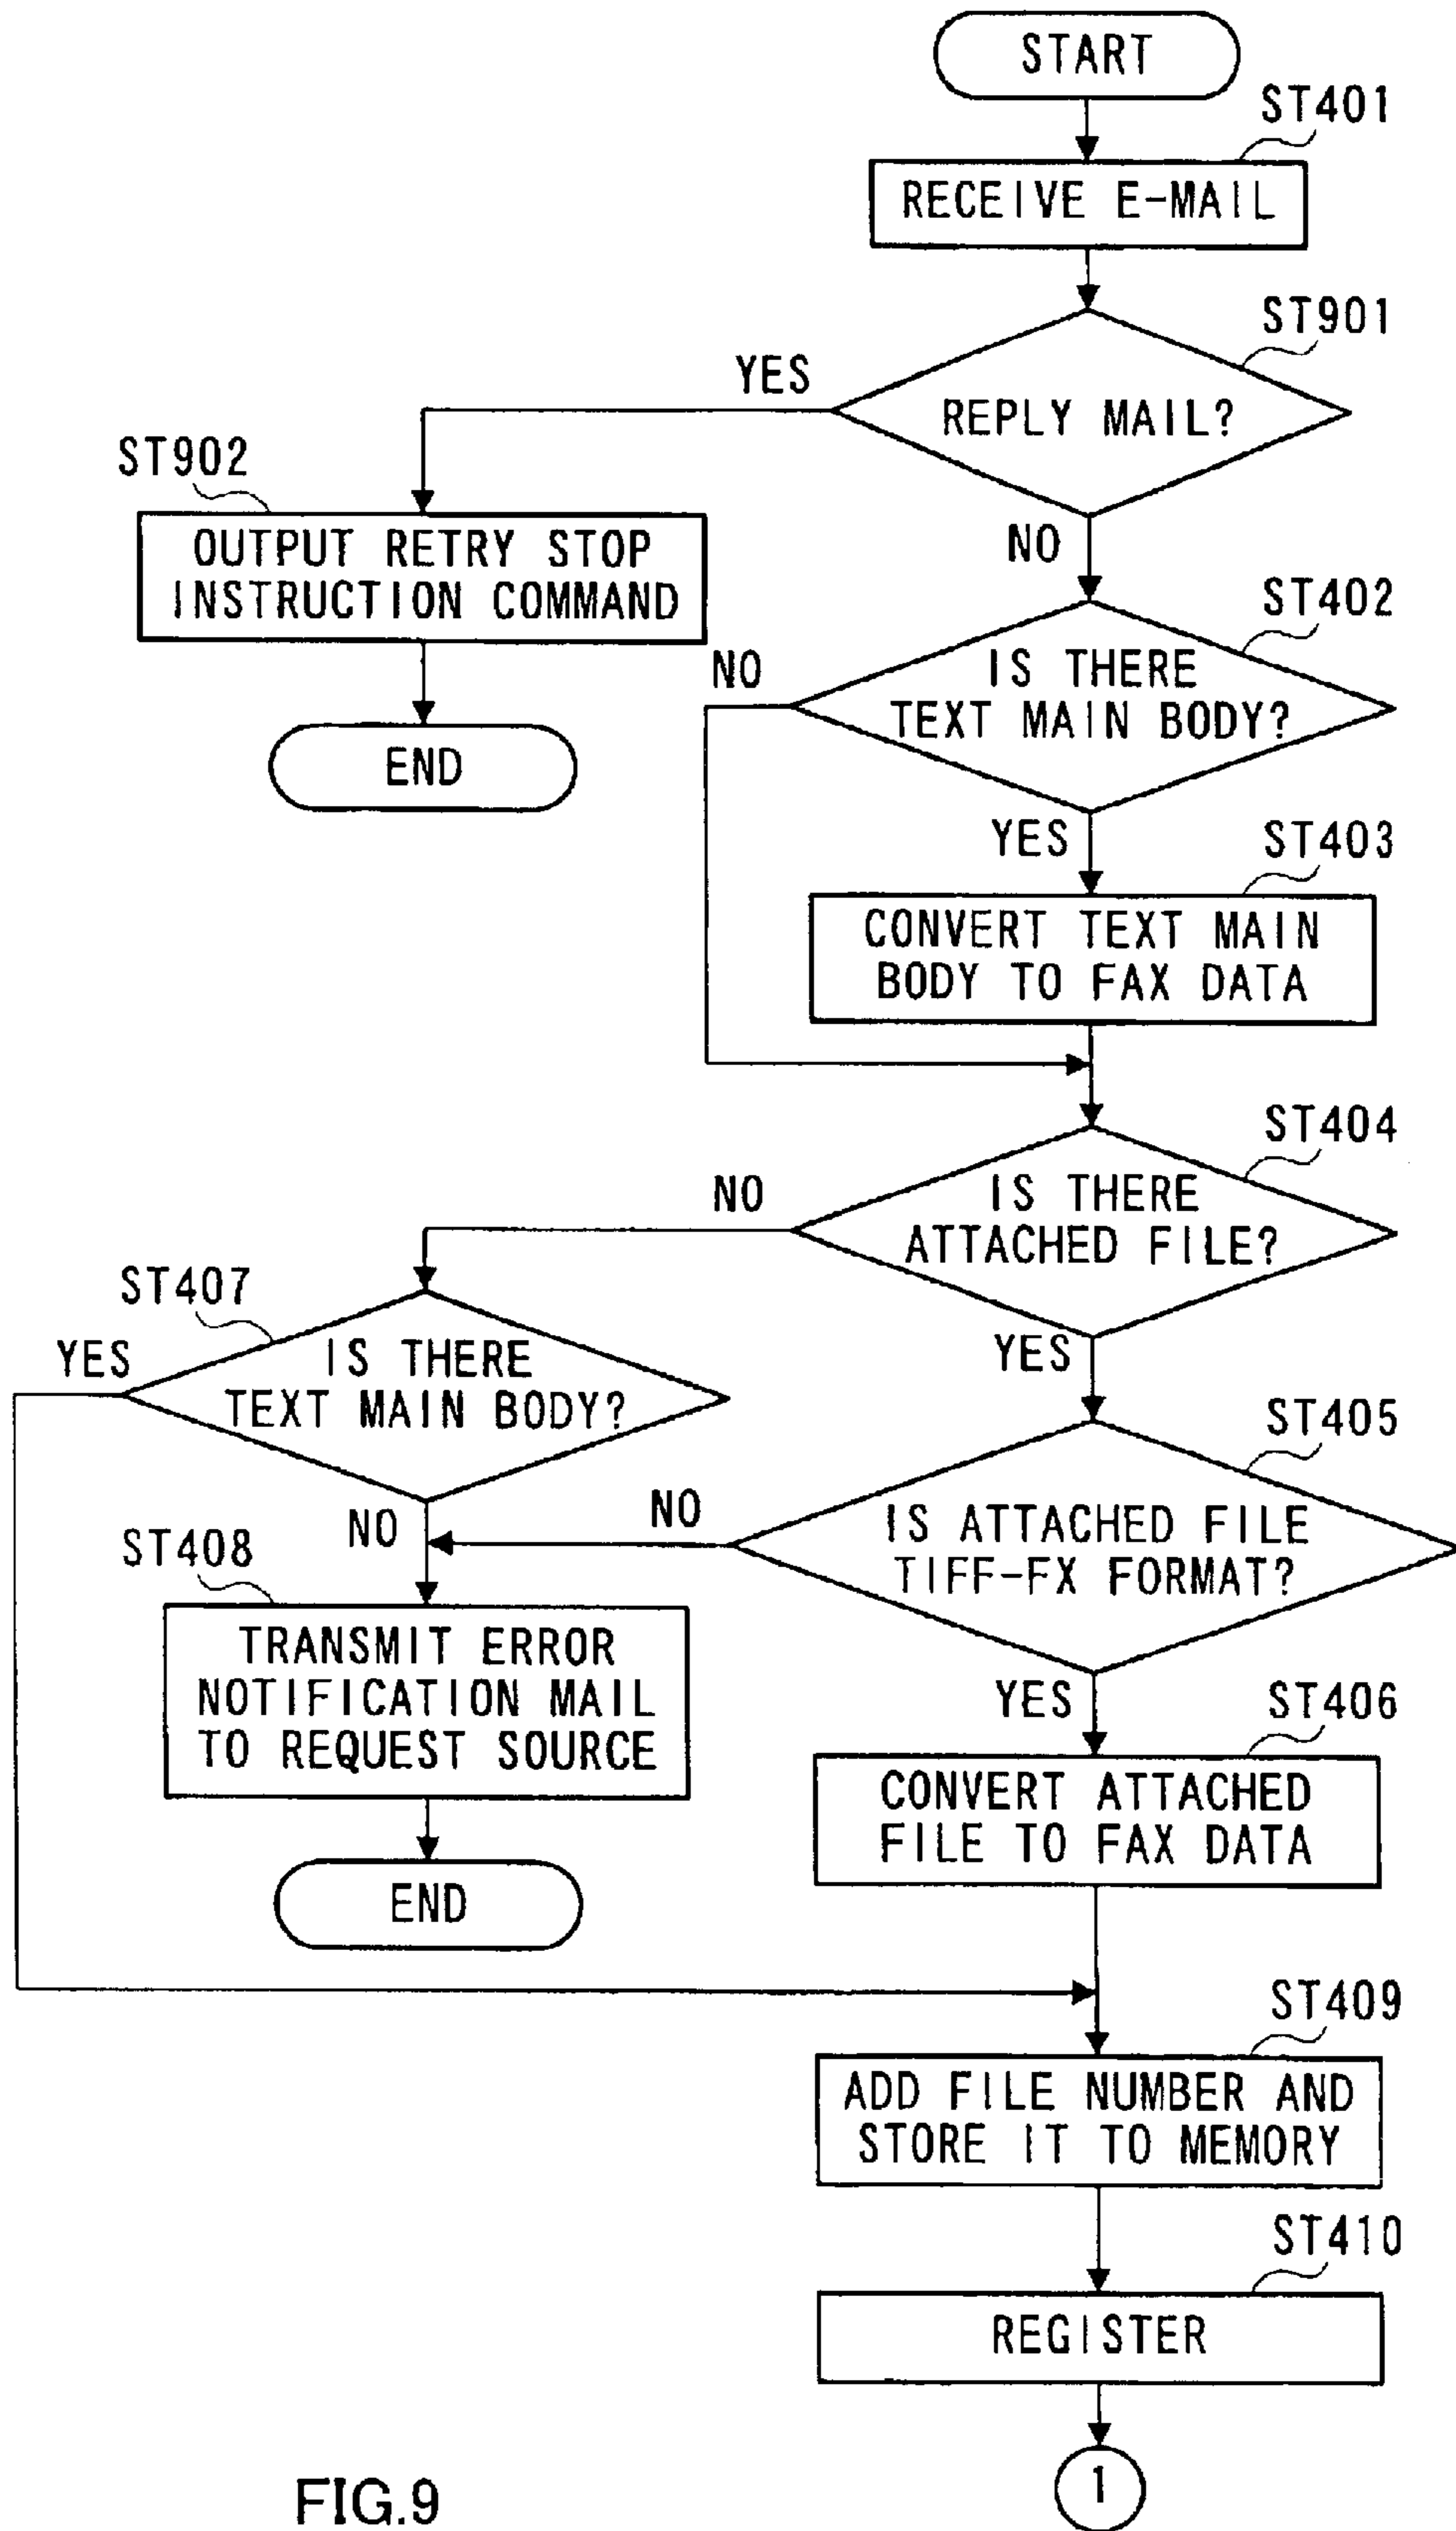 START
ST401
RECEIVE E-MAIL
ST901
YES
REPLY MAIL?
ST902
OUTPUT RETRY STOP
INSTRUCTION COMMAND
NO
END
ST402
NO
IS THERE
TEXT MAIN BODY?
YES
ST403
CONVERT TEXT MAIN
BODY TO FAX DATA
ST404
NO
IS THERE
ATTACHED FILE?
ST407
YES
IS THERE
TEXT MAIN BODY?
YES
ST405
NO
NO
IS ATTACHED FILE
TIFF-FX FORMAT?
ST408
TRANSMIT ERROR
NOTIFICATION MAIL
TO REQUEST SOURCE
YES
ST406
CONVERT ATTACHED
FILE TO FAX DATA
END
ST409
ADD FILE NUMBER AND
STORE IT TO MEMORY
ST410
REGISTER
1
FIG.9